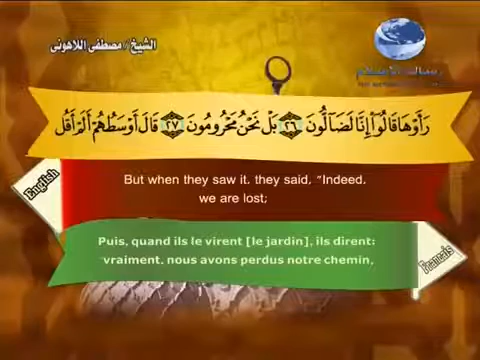 الشيخ / مصطفى اللاهونى
رسالة الإسلام
رَأَوْهَا قَالُوٓا۟ إِنَّا لَضَآلُّونَ ٢٦ بَلْ نَحْنُ مَحْرُومُونَ ٢٧ قَالَ أَوْسَطُهُمْ أَلَمْ أَقُل
English
But when they saw it, they said, "Indeed,
we are lost;
Puis, quand ils le virent [le jardin], ils dirent:
"vraiment, nous avons perdus notre chemin,
Francais